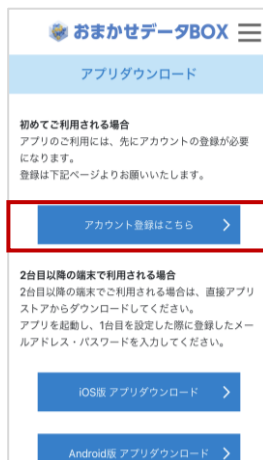 おまかせデータBOX
アプリダウンロード
初めてご利用される場合
アプリのご利用には、先にアカウントの登録が必要
になります。
登録は下記ページよりお願いいたします。
アカウント登録はこちら
2台目以降の端末で利用される場合
2台目以降の端末でご利用される場合は、直接アプリ
ストアからダウンロードしてください。
アプリを起動し、1台目を設定した際に登録したメー
ルアドレス・パスワードを入力してください。
iOS版 アプリダウンロード
Android版 アプリダウンロード